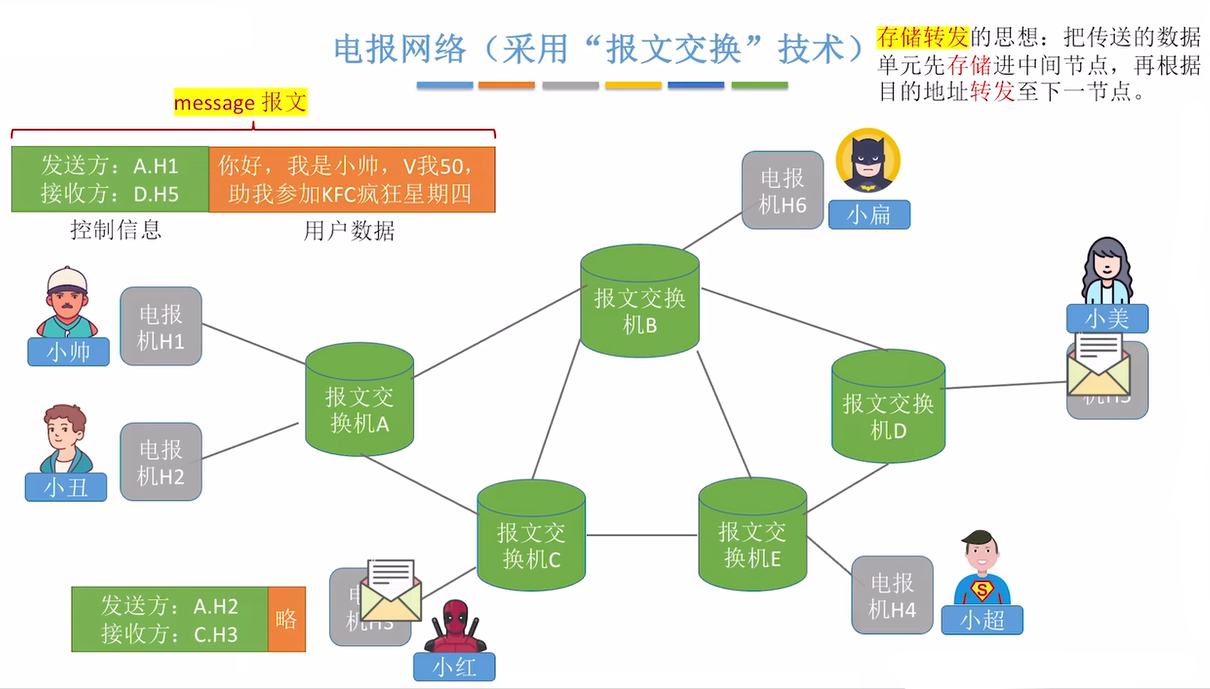 电报网络（采用“报文交换”技术）
存储转发的思想：把传送的数据
单元先存储进中间节点，再根据
目的地址转发至下一节点。
message 报文
发送方：A.H1
接收方：D.H5
你好，我是小帅，V我50，
助我参加KFC疯狂星期四
控制信息
用户数据
电报
机H6
小扁
电报
机H1
小帅
报文交换
机B
小美
报文交
换机A
报文交换
机D
电报
机H2
小丑
报文交
换机C
报文交
换机E
电报
机H4
小超
发送方：A.H2
接收方：C.H3
略
小红